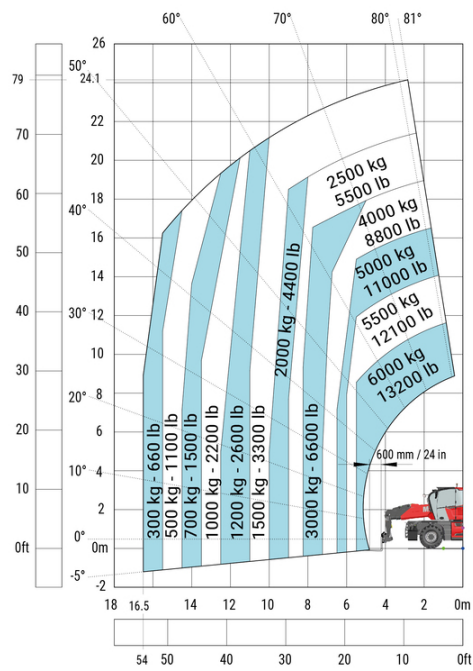 60° 70° 80° 81°
26
79 50° 24.1
22
70
20
2500 kg
5500 lb
60 18
40° 4000 kg
8800 lb
50 16
5000 kg
11000 lb
14
40 30° 12
5500 kg
12100 lb
2000 kg - 4400 lb
30 10
6000 kg
13200 lb
8
20°
20 6
600 mm / 24 in
10° 4
10 2
300 kg - 660 lb
500 kg - 1100 lb
700 kg - 1500 lb
1000 kg - 2200 lb
1200 kg - 2600 lb
1500 kg - 3300 lb
3000 kg - 6600 lb
0ft 0° 0m
-5°
-2
18 16.5 14 12 10 8 6 4 2 0m
54 50 40 30 20 10 0ft